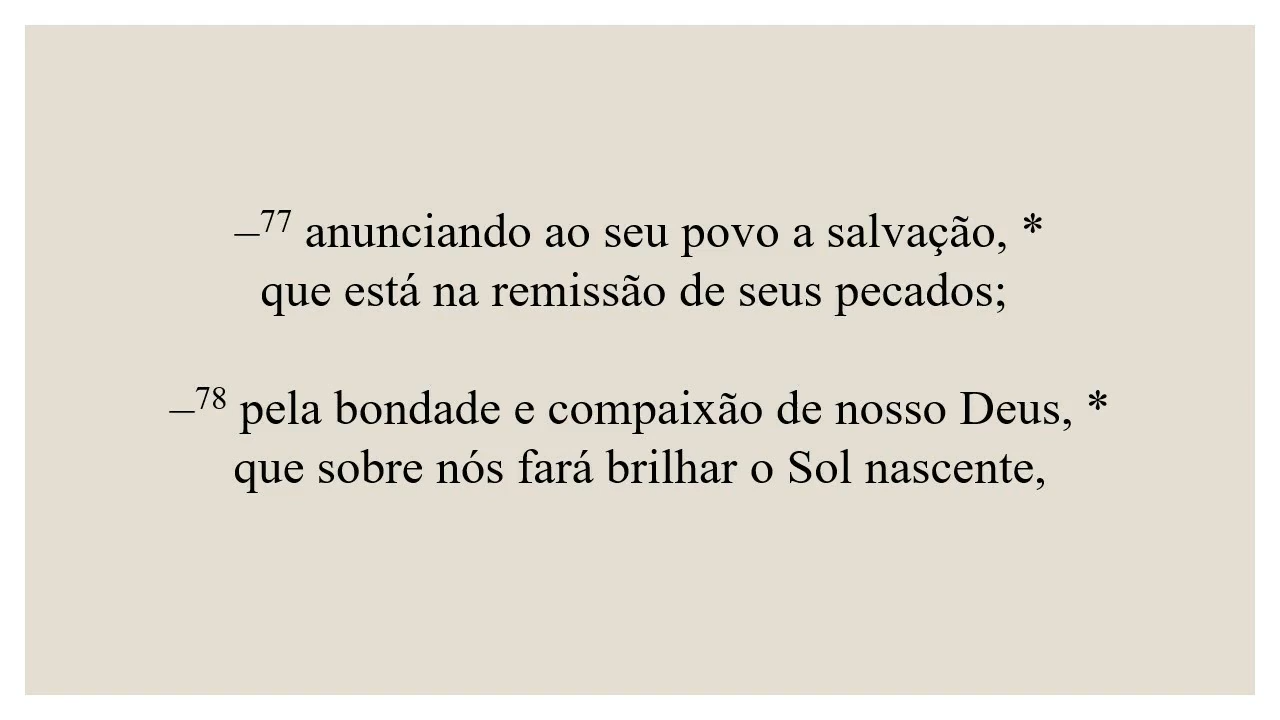 –77 anunciando ao seu povo a salvação, *
que está na remissão de seus pecados;
–78 pela bondade e compaixão de nosso Deus, *
que sobre nós fará brilhar o Sol nascente,